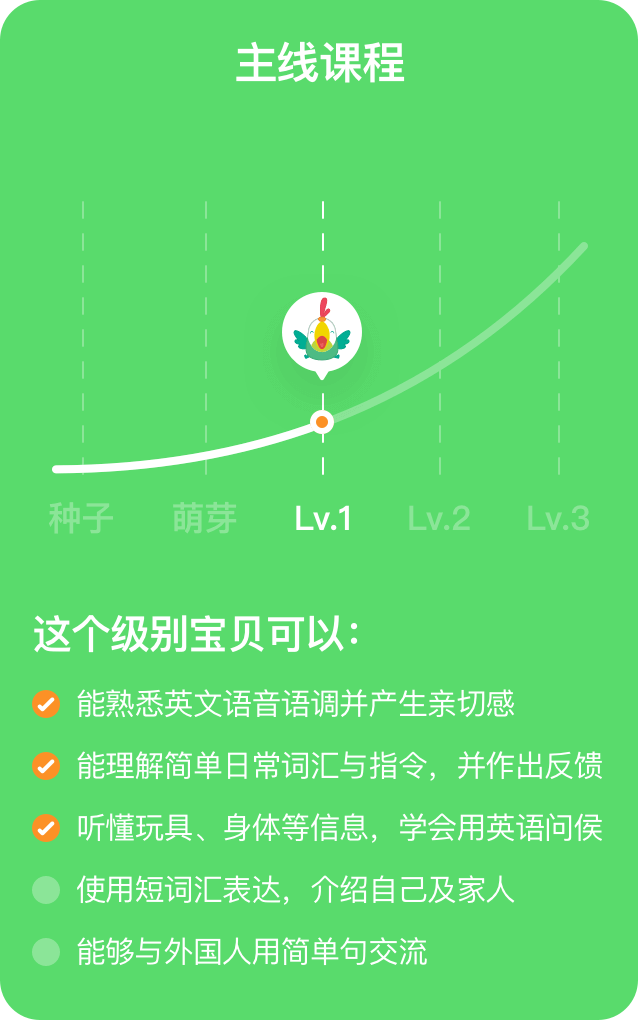 主线课程
种子 萌芽 Lv.1 Lv.2 Lv.3
这个级别宝贝可以：
能熟悉英文语音语调并产生亲切感
能理解简单日常词汇与指令，并作出反馈
听懂玩具、身体等信息，学会用英语问侯
使用短词汇表达，介绍自己及家人
能够与外国人用简单句交流